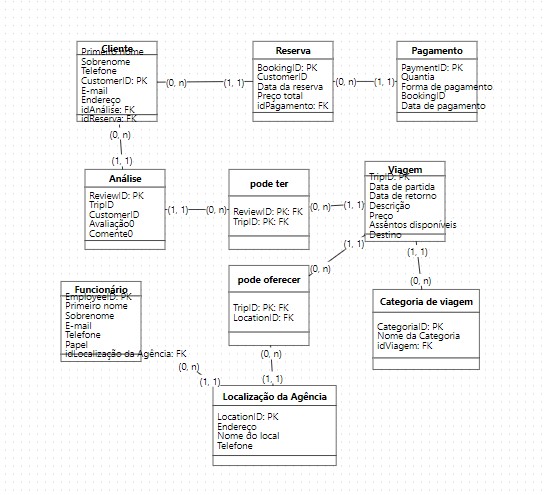 Cliente
Primeiro nome
Sobrenome
Telefone
CustomerID: PK
E-mail
Endereço
idAnálise: FK
idReserva: FK
(0, n)
(1, 1)
Reserva
BookingID: PK
CustomerID
Data da reserva
Preço total
idPagamento: FK
(0, n)
(1, 1)
Pagamento
PaymentID: PK
Quantia
Forma de pagamento
BookingID
Data de pagamento
(0, n)
(1, 1)
Análise
ReviewID: PK
TripID
CustomerID
Avaliação0
Comente0
(1, 1)
(0, n)
pode ter
ReviewID: PK: FK
TripID: PK: FK
(0, n)
(1, 1)
Viagem
TripID: PK
Data de partida
Data de retorno
Descrição
Preço
Assentos disponíveis
Destino
(1, 1)
(0, n)
(1, 1)
(0, n)
pode oferecer
TripID: PK: FK
LocationID: FK
Categoria de viagem
CategoriaID: PK
Nome da Categoria
idViagem: FK
Funcionário
EmployeeID: PK
Primeiro nome
Sobrenome
E-mail
Telefone
Papel
idLocalização da Agência: FK
(0, n)
(1, 1)
(0, n)
(1, 1)
Localização da Agência
LocationID: PK
Endereço
Nome do local
Telefone